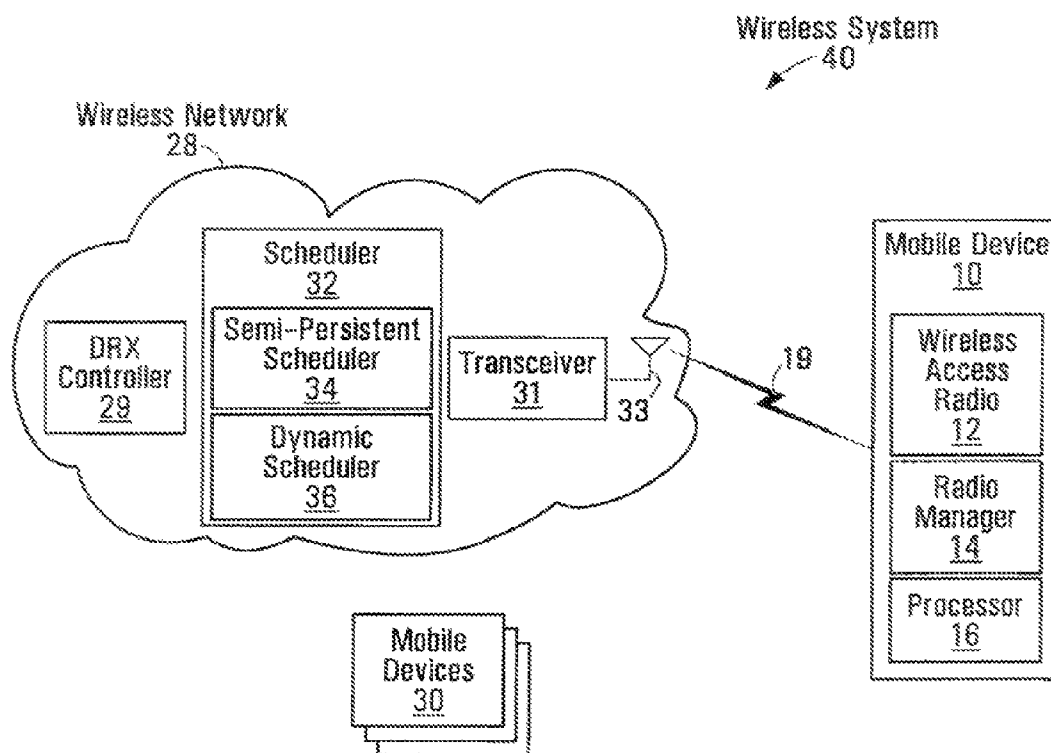 Wireless System
40
Wireless Network
28
Scheduler
32
Semi-Persistent
Scheduler
34
Dynamic
Scheduler
36
DRX
Controller
29
Transceiver
31
33
19
Mobile Device
10
Wireless
Access
Radio
12
Radio
Manager
14
Processor
16
Mobile
Devices
30